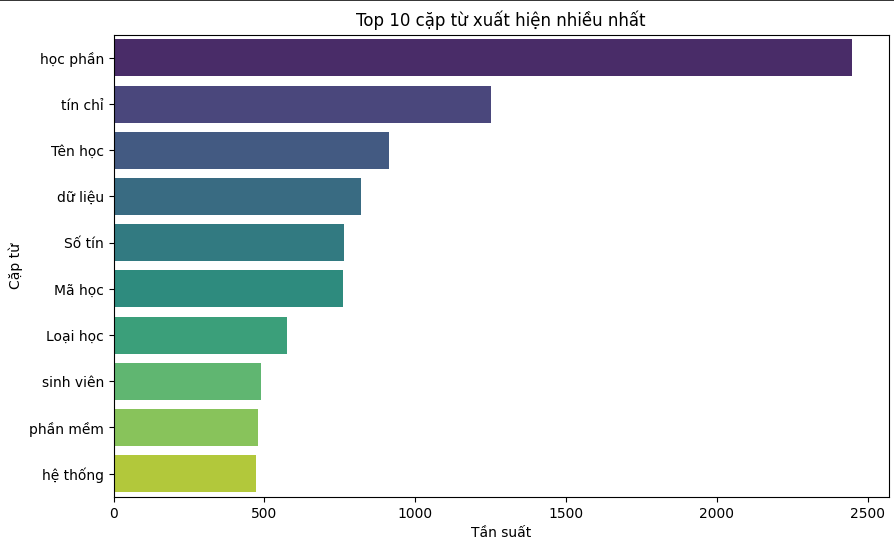 Top 10 cặp từ xuất hiện nhiều nhất
học phần
tín chỉ
Tên học
dữ liệu
Số tín
Mã học
Loại học
sinh viên
phần mềm
hệ thống
Cặp từ
0 500 1000 1500 2000 2500
Tần suất